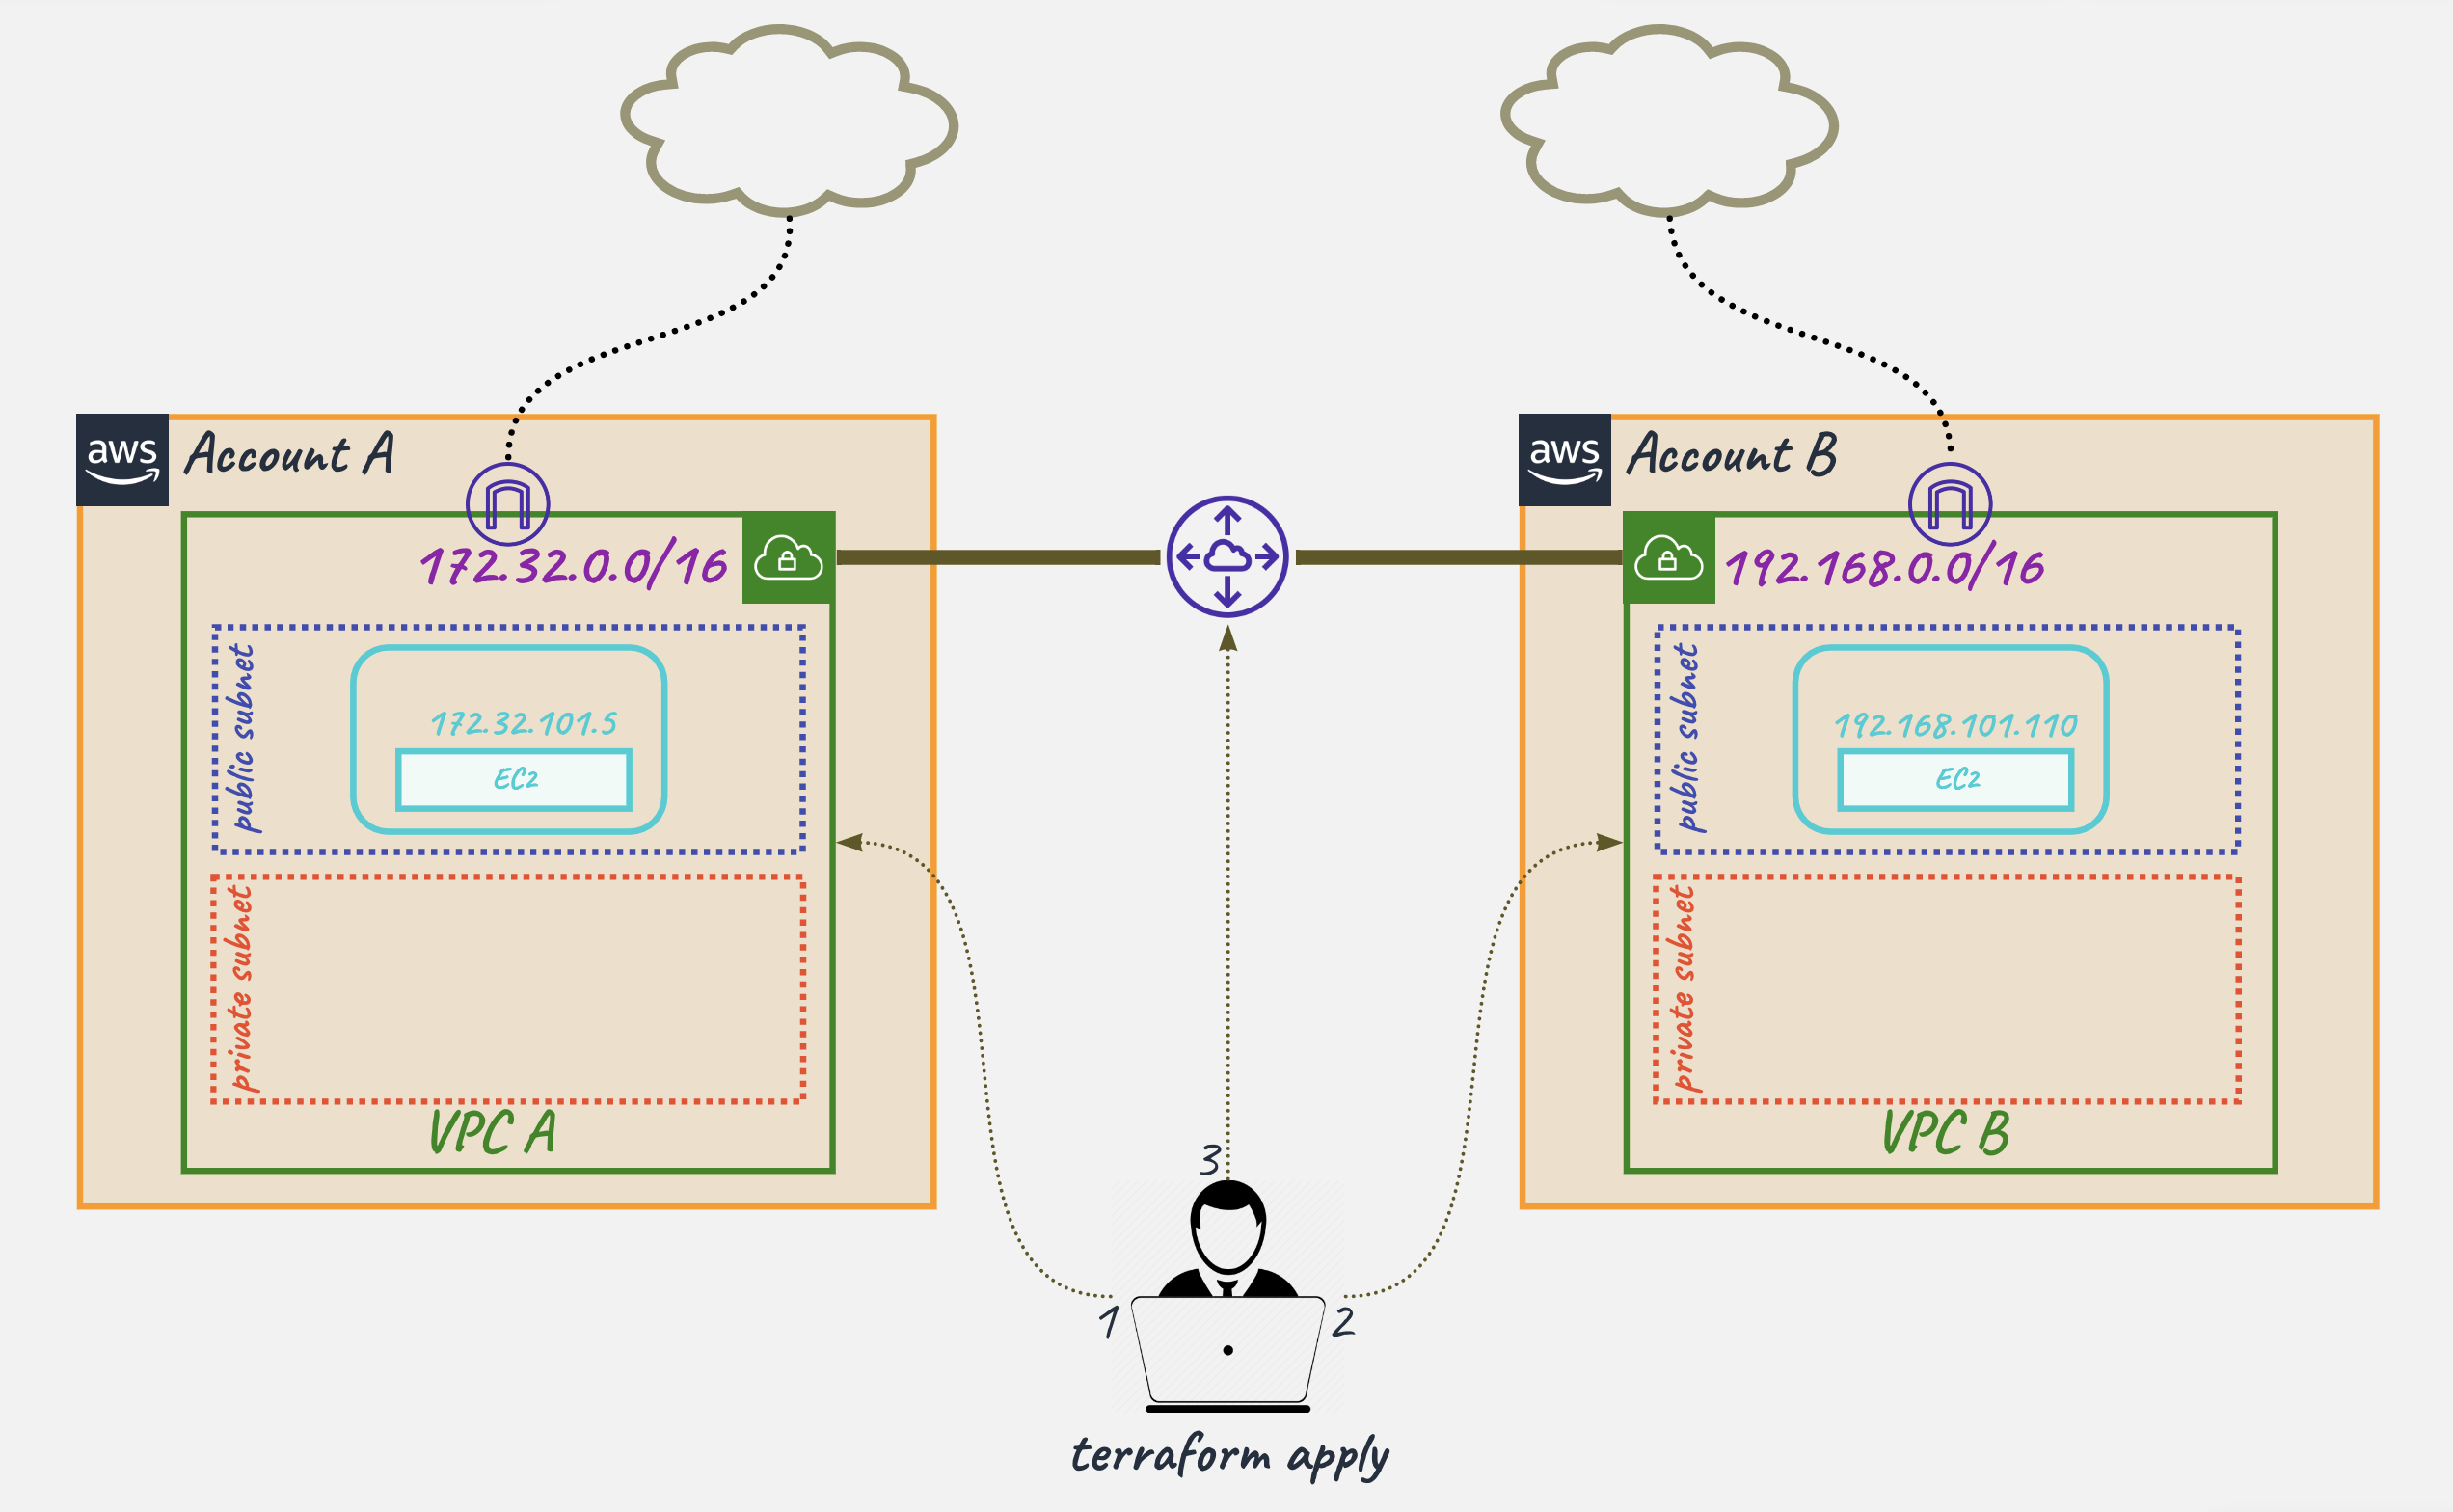 aws
Account A
172.32.0.0/16
public subnet
172.32.101.5
EC2
private subnet
VPC A
aws
Account B
192.168.0.0/16
public subnet
192.168.101.110
EC2
private subnet
VPC B
3
1
2
terraform apply